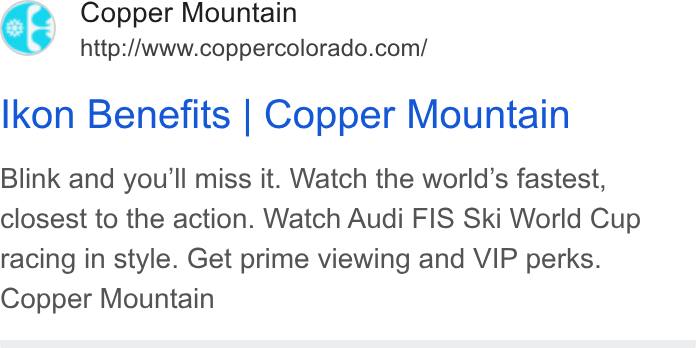 Copper Mountain
http://www.coppercolorado.com/
Ikon Benefits | Copper Mountain
Blink and you’ll miss it. Watch the world’s fastest,
closest to the action. Watch Audi FIS Ski World Cup
racing in style. Get prime viewing and VIP perks.
Copper Mountain